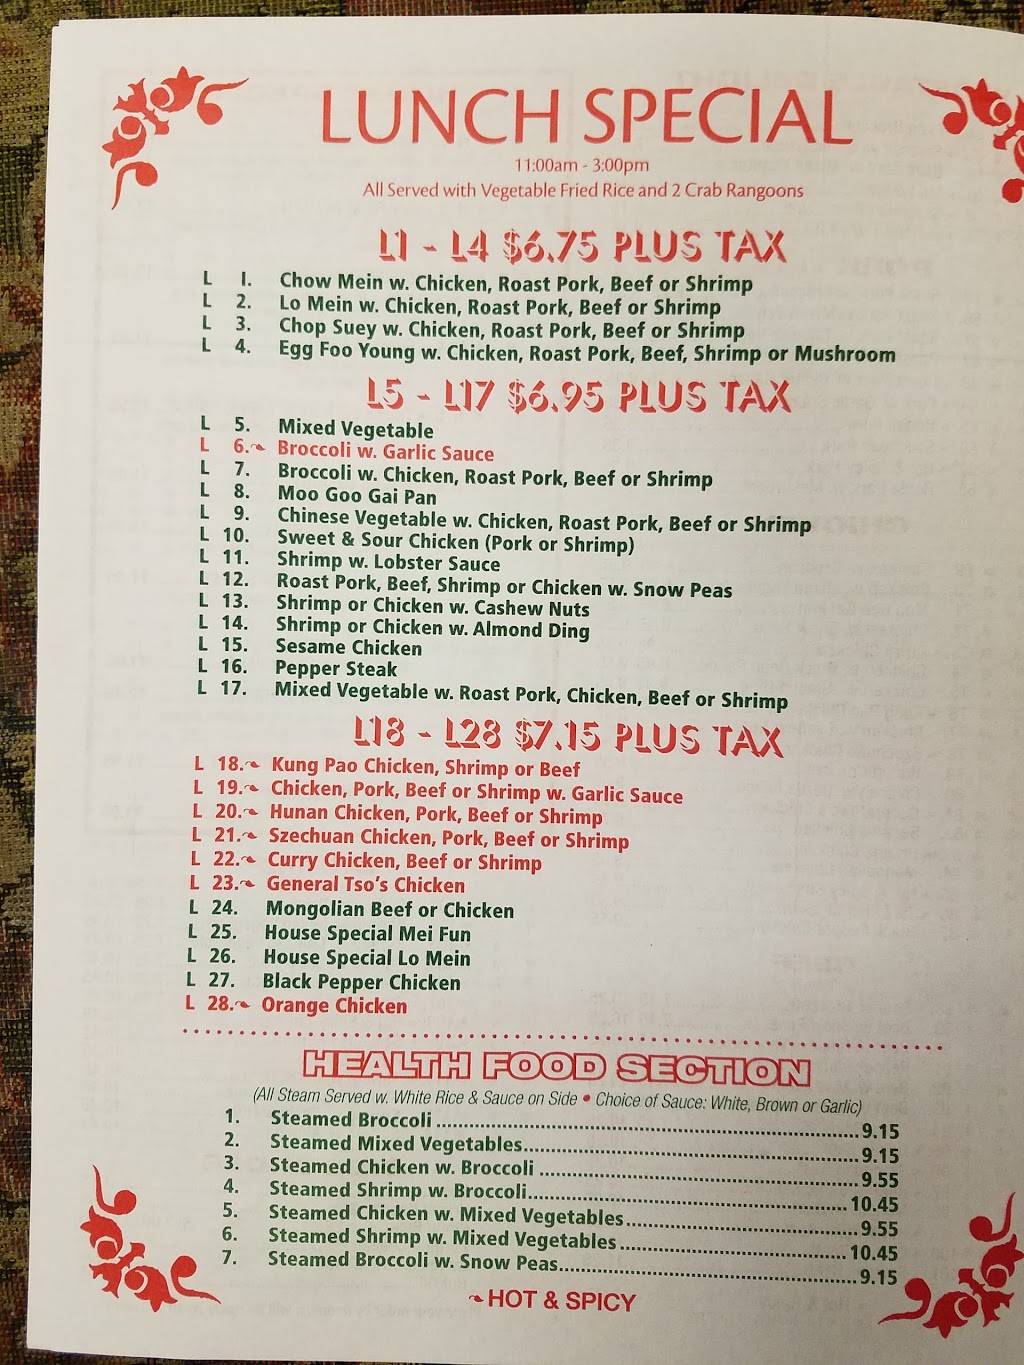 LUNCH SPECIAL
11:00am - 3:00pm
All Served with Vegetable Fried Rice and 2 Crab Rangoons
L1 - L4 $6.75 PLUS TAX
L 1. Chow Mein w. Chicken, Roast Pork, Beef or Shrimp
L 2. Lo Mein w. Chicken, Roast Pork, Beef or Shrimp
L 3. Chop Suey w. Chicken, Roast Pork, Beef or Shrimp
L 4. Egg Foo Young w. Chicken, Roast Pork, Beef, Shrimp or Mushroom
L5 - L17 $6.95 PLUS TAX
L 5. Mixed Vegetable
L 6. Broccoli w. Garlic Sauce
L 7. Broccoli w. Chicken, Roast Pork, Beef or Shrimp
L 8. Moo Goo Gai Pan
L 9. Chinese Vegetable w. Chicken, Roast Pork, Beef or Shrimp
L 10. Sweet & Sour Chicken (Pork or Shrimp)
L 11. Shrimp w. Lobster Sauce
L 12. Roast Pork, Beef, Shrimp or Chicken w. Snow Peas
L 13. Shrimp or Chicken w. Cashew Nuts
L 14. Shrimp or Chicken w. Almond Ding
L 15. Sesame Chicken
L 16. Pepper Steak
L 17. Mixed Vegetable w. Roast Pork, Chicken, Beef or Shrimp
L18 - L28 $7.15 PLUS TAX
L 18. Kung Pao Chicken, Shrimp or Beef
L 19. Chicken, Pork, Beef or Shrimp w. Garlic Sauce
L 20. Hunan Chicken, Pork, Beef or Shrimp
L 21. Szechuan Chicken, Pork, Beef or Shrimp
L 22. Curry Chicken, Beef or Shrimp
L 23. General Tso's Chicken
L 24. Mongolian Beef or Chicken
L 25. House Special Mei Fun
L 26. House Special Lo Mein
L 27. Black Pepper Chicken
L 28. Orange Chicken
HEALTH FOOD SECTION
(All Steam Served w. White Rice & Sauce on Side • Choice of Sauce: White, Brown or Garlic)
1. Steamed Broccoli 9.15
2. Steamed Mixed Vegetables 9.15
3. Steamed Chicken w. Broccoli 9.55
4. Steamed Shrimp w. Broccoli 10.45
5. Steamed Chicken w. Mixed Vegetables 9.55
6. Steamed Shrimp w. Mixed Vegetables 10.45
7. Steamed Broccoli w. Snow Peas 9.15
HOT & SPICY